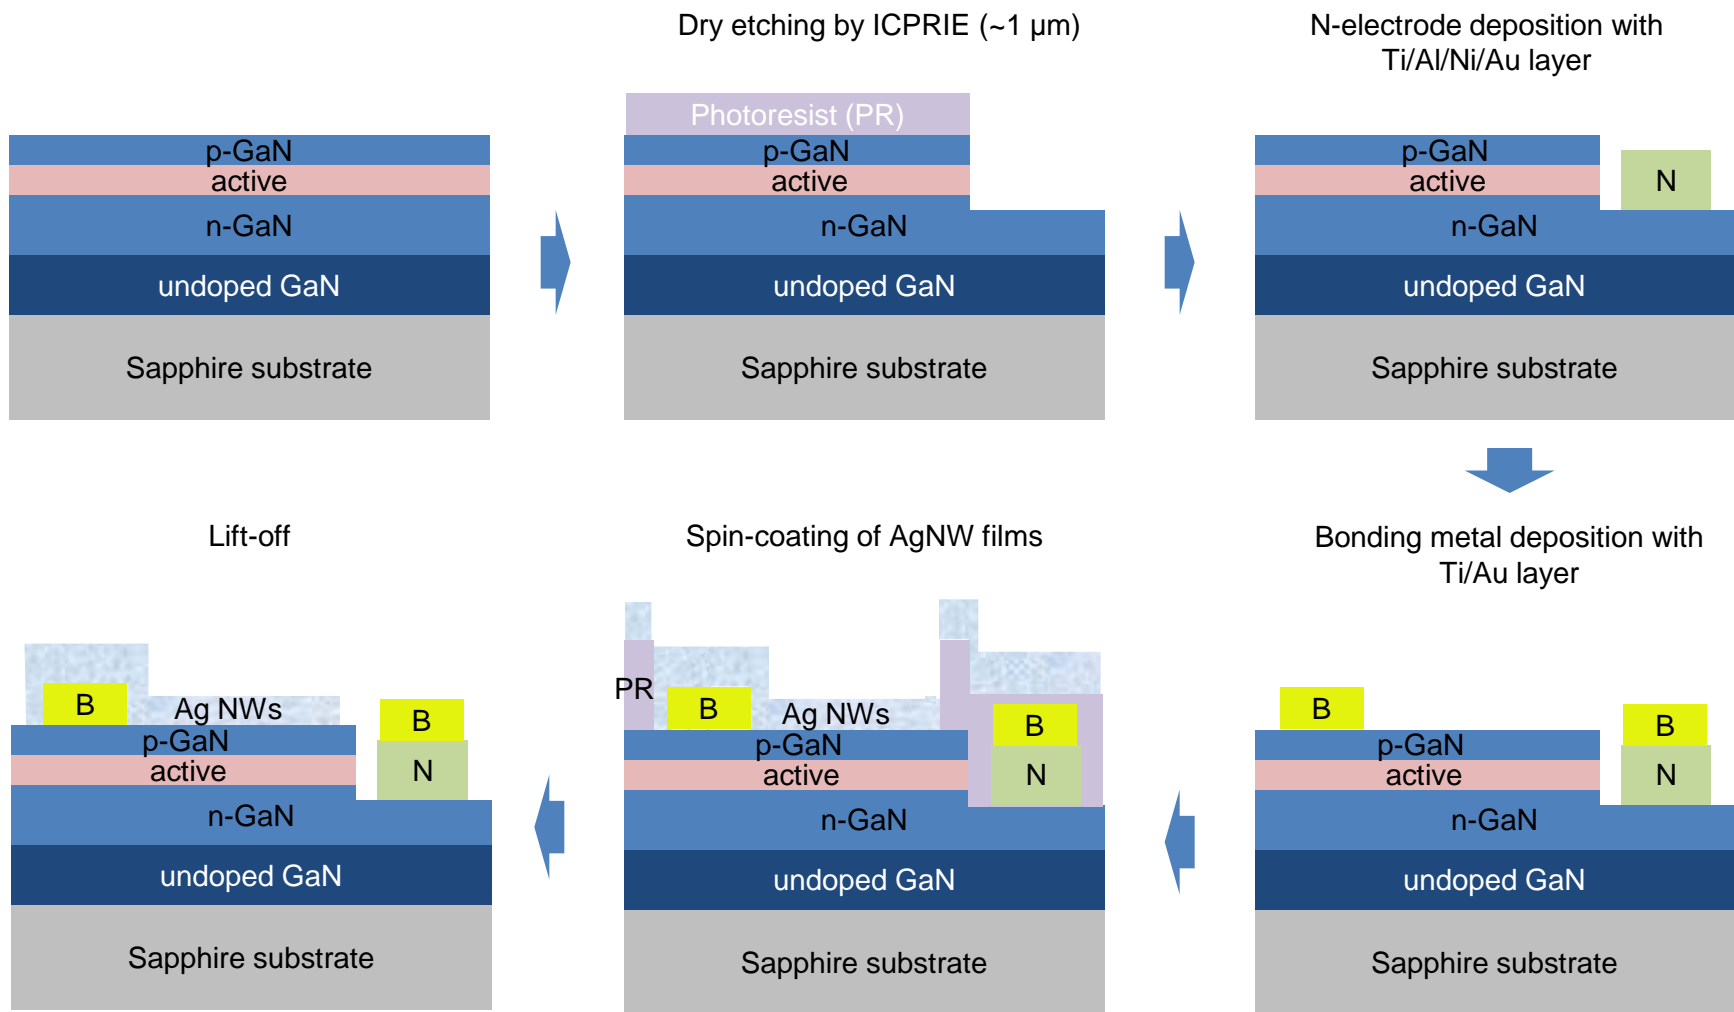 Dry etching by ICPRIE (~1 μm)
N-electrode deposition with
Ti/Al/Ni/Au layer
p-GaN
active
n-GaN
undoped GaN
Sapphire substrate
Photoresist (PR)
p-GaN
active
n-GaN
undoped GaN
Sapphire substrate
p-GaN
active
N
n-GaN
undoped GaN
Sapphire substrate
Bonding metal deposition with
Ti/Au layer
B
B
p-GaN
active
N
n-GaN
undoped GaN
Sapphire substrate
Spin-coating of AgNW films
PR
B
Ag NWs
B
p-GaN
active
N
n-GaN
undoped GaN
Sapphire substrate
Lift-off
B
Ag NWs
B
p-GaN
active
N
n-GaN
undoped GaN
Sapphire substrate